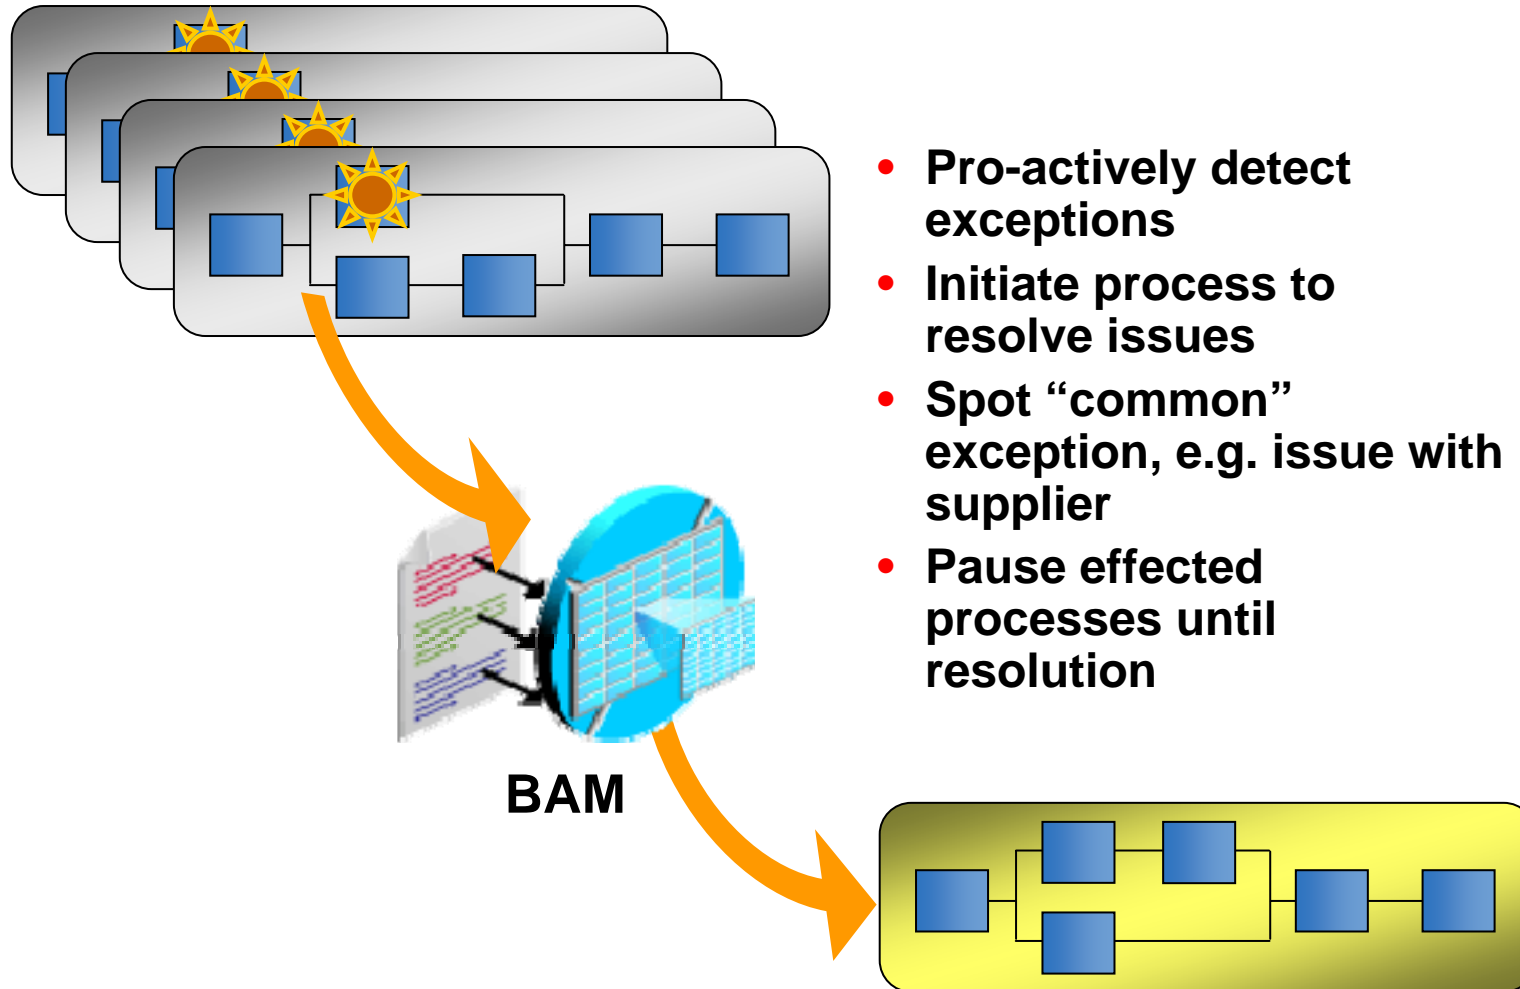 • Pro-actively detect
exceptions
• Initiate process to
resolve issues
• Spot “common”
exception, e.g. issue with
supplier
• Pause effected
processes until
resolution
BAM